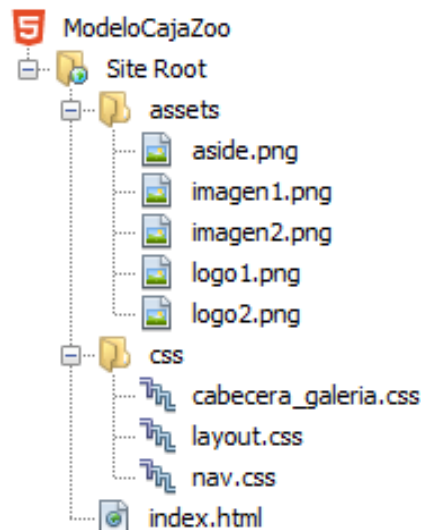 ModeloCajaZoo
Site Root
assets
aside.png
imagen1.png
imagen2.png
logo1.png
logo2.png
css
cabecera_galeria.css
layout.css
nav.css
index.html